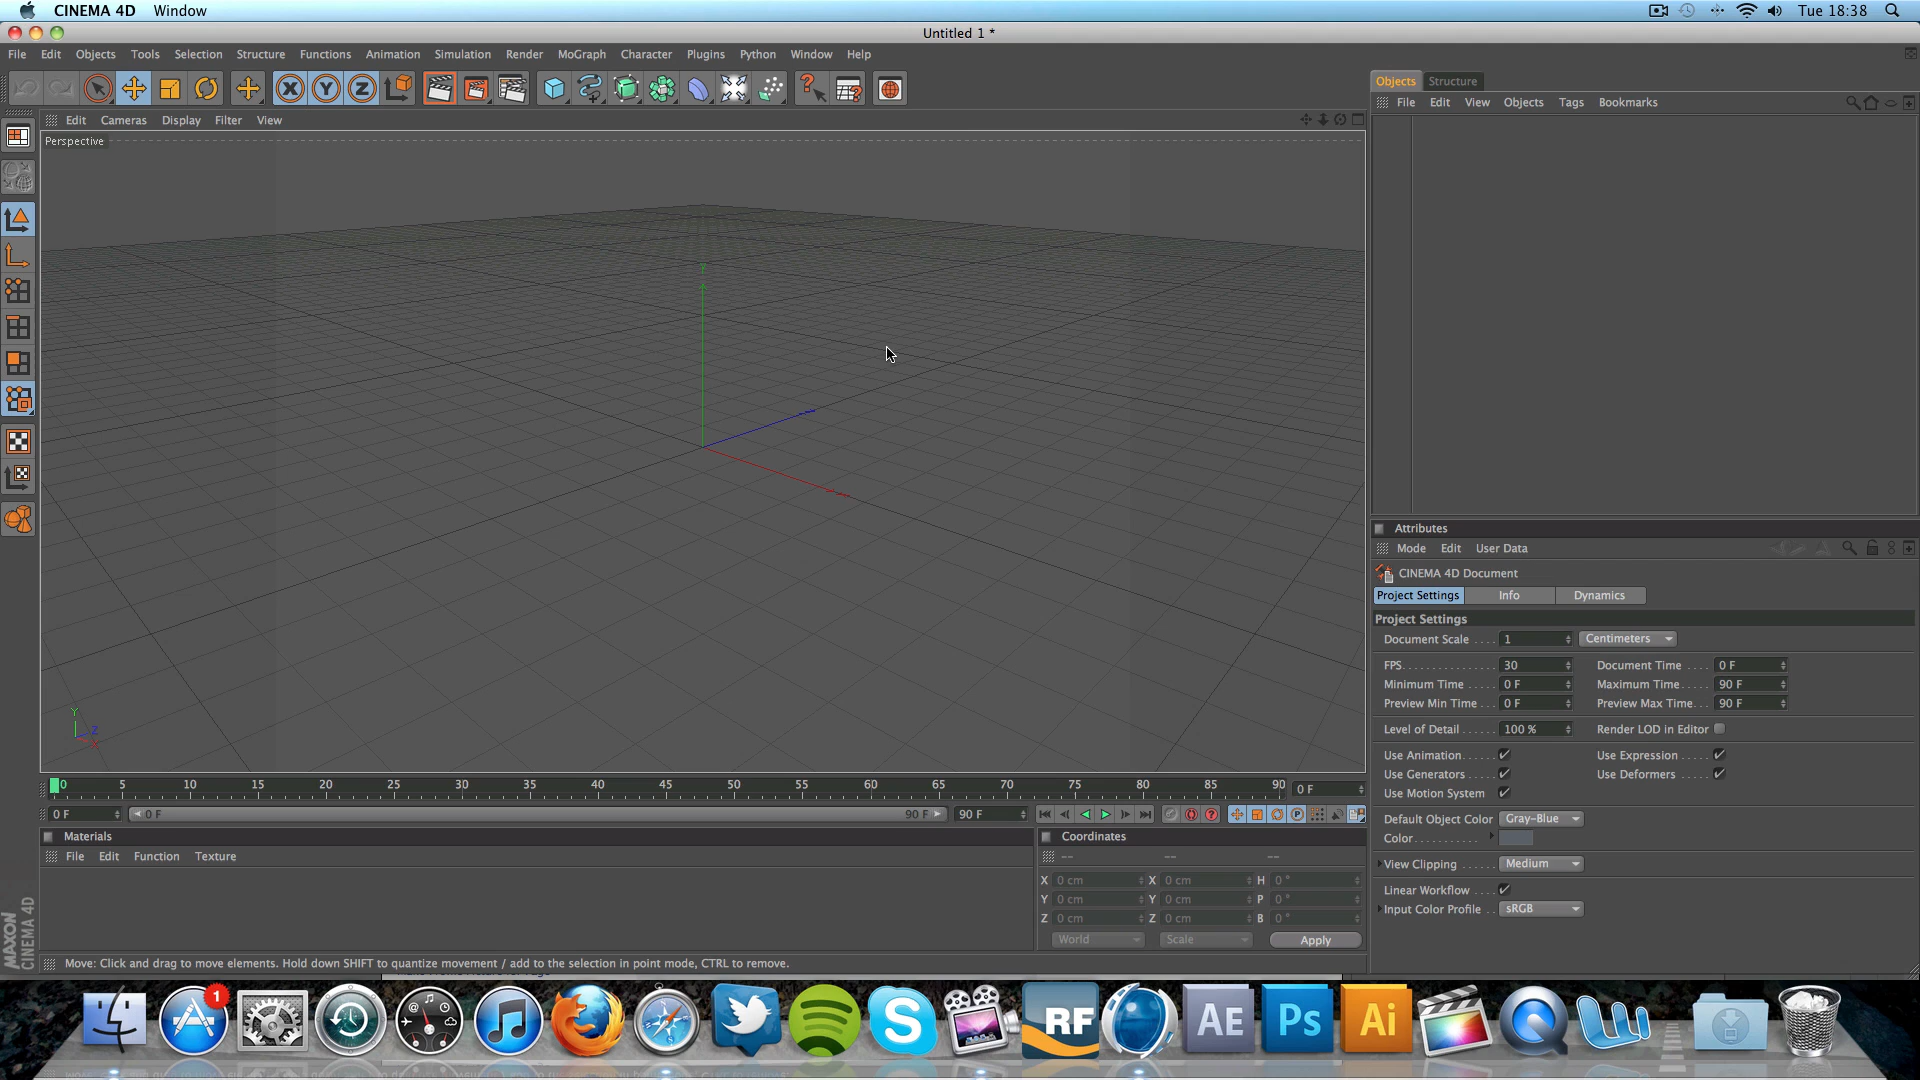 CINEMA 4D Window
Tue 18:38
Untitled 1 *
File Edit Objects Tools Selection Structure Functions Animation Simulation Render MoGraph Character Plugins Python Window Help
X Y Z
Objects Structure
File Edit View Objects Tags Bookmarks
Edit Cameras Display Filter View
Perspective
Y
Y
Z
Attributes
Mode Edit User Data
CINEMA 4D Document
Project Settings Info Dynamics
Project Settings
Document Scale .... 1 Centimeters
FPS 30 Document Time 0 F
Minimum Time 0 F Maximum Time 90 F
Preview Min Time 0 F Preview Max Time 90 F
Level of Detail 100 % Render LOD in Editor
Use Animation Use Expression
Use Generators Use Deformers
Use Motion System
Default Object Color Gray-Blue
Color
View Clipping Medium
Linear Workflow
Input Color Profile sRGB
0 5 10 15 20 25 30 35 40 45 50 55 60 65 70 75 80 85 90 0 F
0 F 0 F 90 F 90 F
P
Materials
File Edit Function Texture
Coordinates
-- -- --
X 0 cm X 0 cm H 0 °
Y 0 cm Y 0 cm P 0 °
Z 0 cm Z 0 cm B 0 °
World Scale Apply
MAXON
CINEMA 4D
Move: Click and drag to move elements. Hold down SHIFT to quantize movement / add to the selection in point mode, CTRL to remove.
1
RF
AE
Ps
Ai